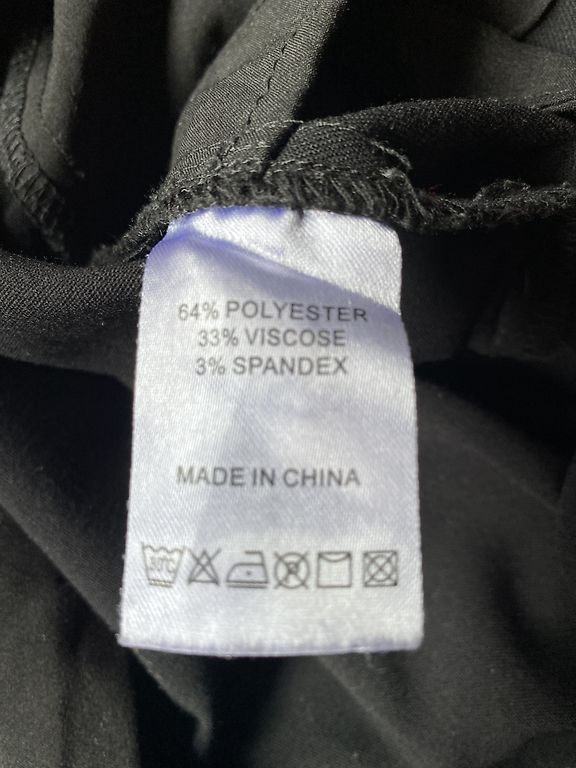 64% POLYESTER
33% VISCOSE
3% SPANDEX
MADE IN CHINA
30°C